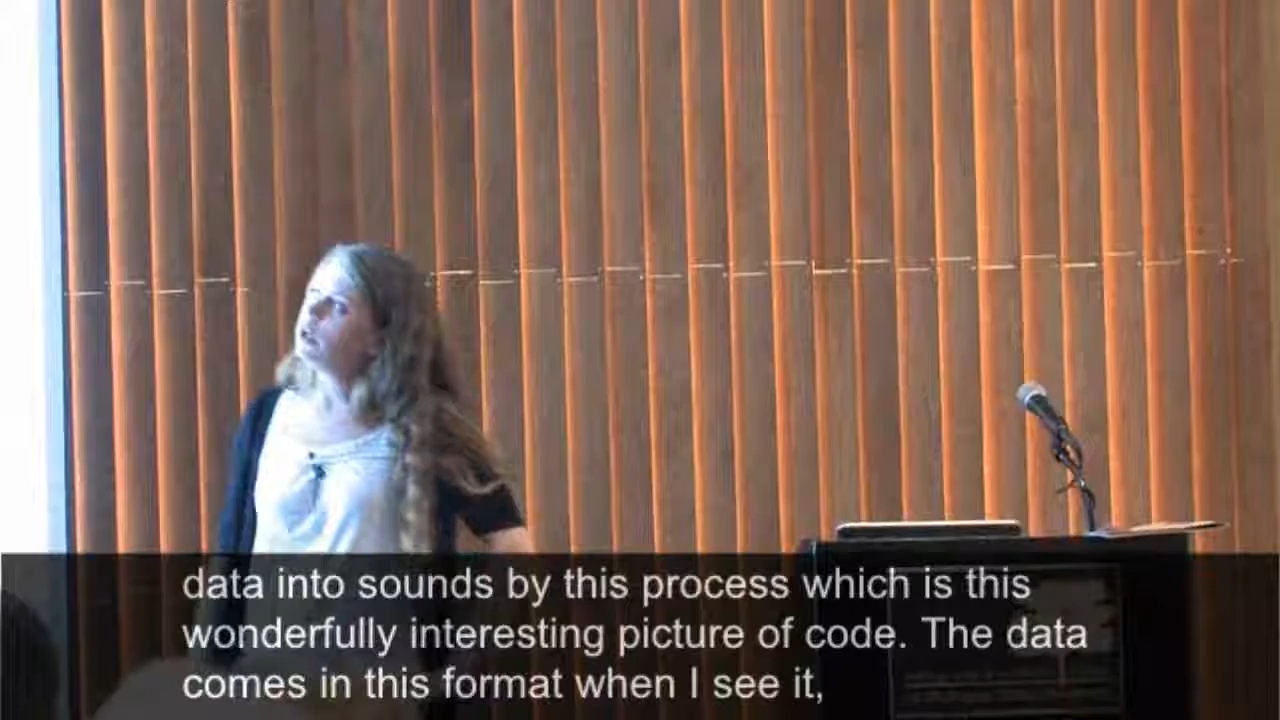 data into sounds by this process which is this
wonderfully interesting picture of code. The data
comes in this format when I see it,